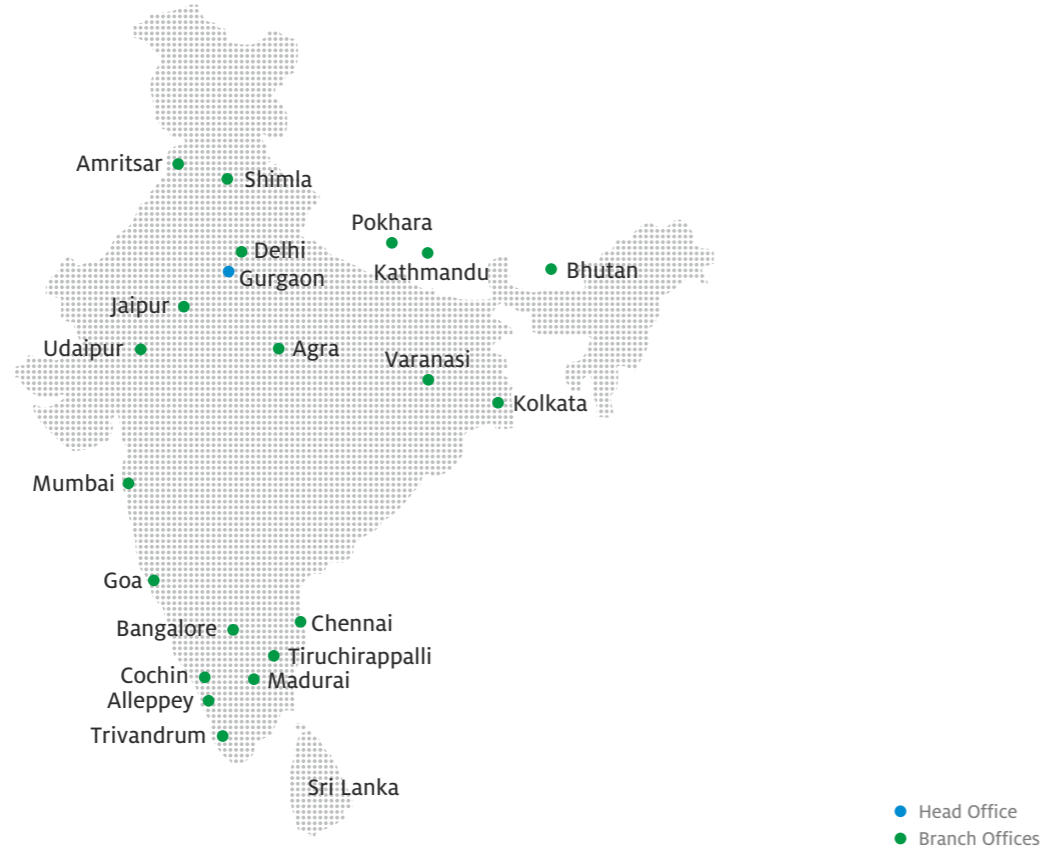 Amritsar
Shimla
Pokhara
Delhi
Kathmandu
Bhutan
Gurgaon
Jaipur
Udaipur
Agra
Varanasi
Kolkata
Mumbai
Goa
Chennai
Bangalore
Tiruchirappalli
Cochin
Madurai
Alleppey
Trivandrum
Sri Lanka
Head Office
Branch Offices